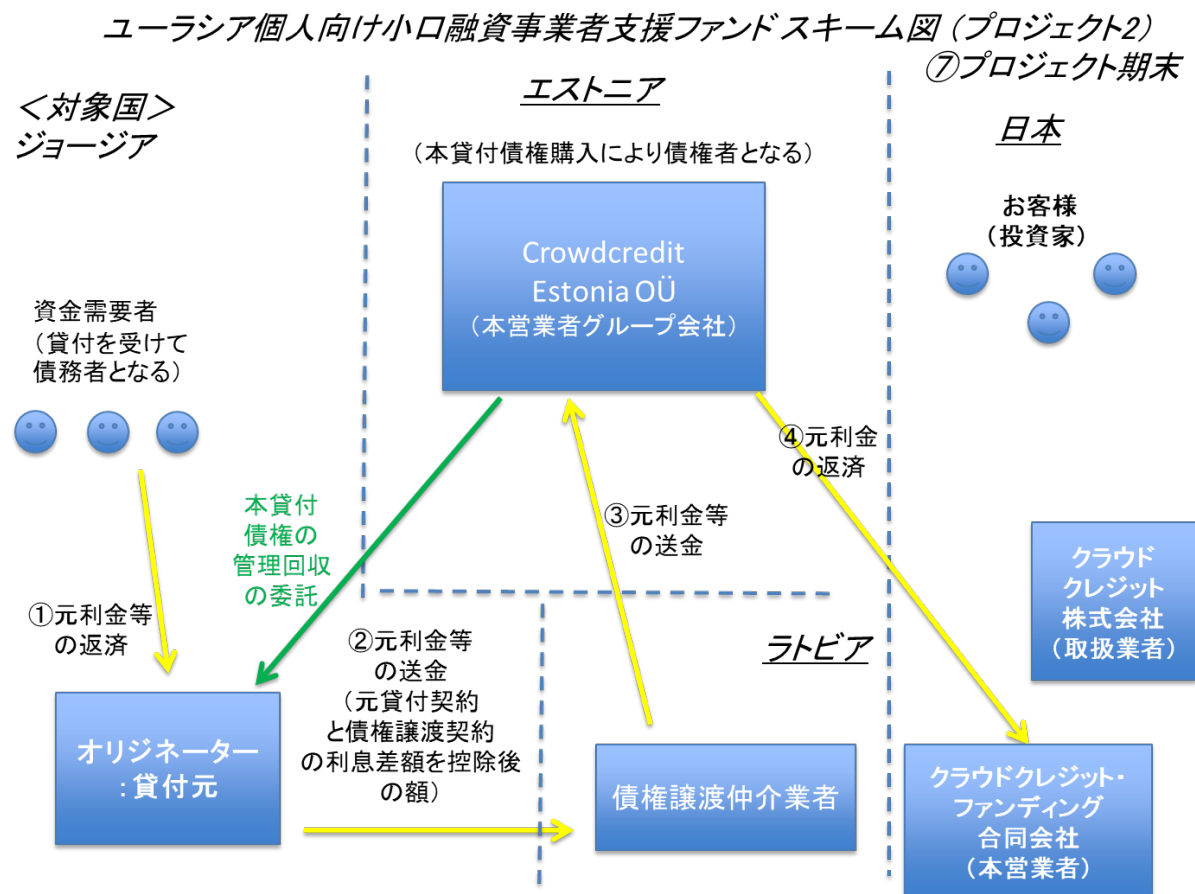 ユーラシア個人向け小口融資事業者支援ファンド スキーム図 (プロジェクト2)
⑦プロジェクト期末
＜対象国＞
ジョージア
エストニア
日本
（本貸付債権購入により債権者となる）
Crowdcredit
Estonia OÜ
（本営業者グループ会社）
お客様
（投資家）
資金需要者
（貸付を受けて
債務者となる）
④元利金
の返済
本貸付
債権の
管理回収
の委託
③元利金等
の送金
クラウド
クレジット
株式会社
（取扱業者）
①元利金等
の返済
②元利金等
の送金
（元貸付契約
と債権譲渡契約
の利息差額を控除後
の額）
ラトビア
オリジネーター
：貸付元
債権譲渡仲介業者
クラウドクレジット・
ファンディング
合同会社
（本営業者）